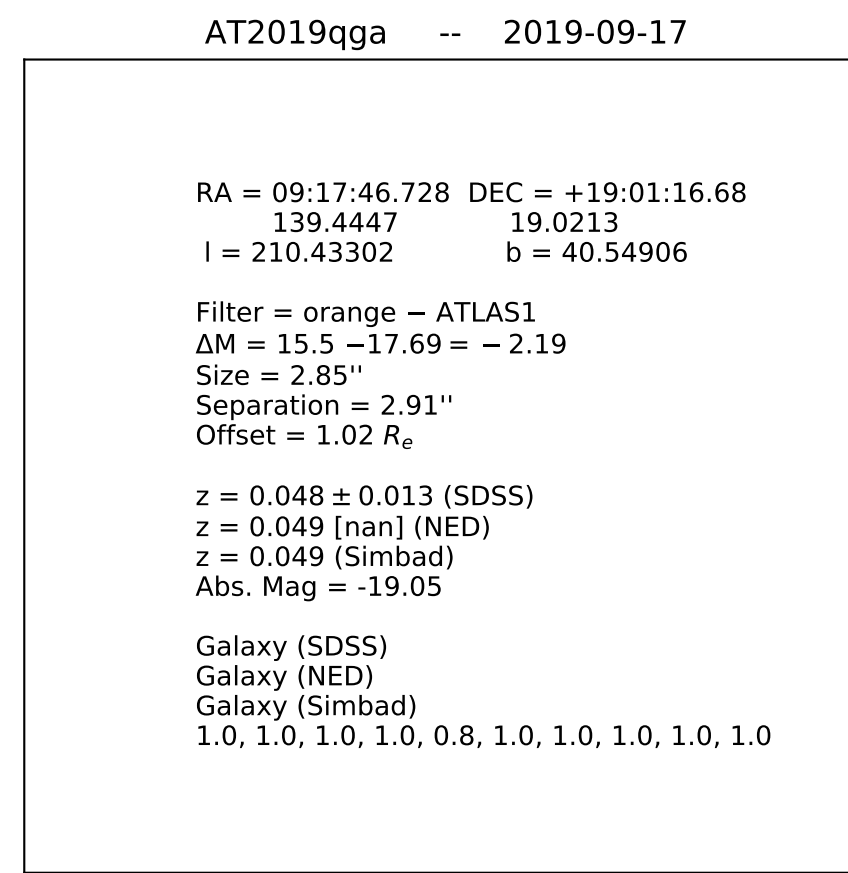 AT2019qga -- 2019-09-17
RA = 09:17:46.728 DEC = +19:01:16.68
139.4447 19.0213
l = 210.43302 b = 40.54906
Filter = orange − ATLAS1
ΔM = 15.5 −17.69 = − 2.19
Size = 2.85''
Separation = 2.91''
Offset = 1.02 Rₑ
z = 0.048 ± 0.013 (SDSS)
z = 0.049 [nan] (NED)
z = 0.049 (Simbad)
Abs. Mag = -19.05
Galaxy (SDSS)
Galaxy (NED)
Galaxy (Simbad)
1.0, 1.0, 1.0, 1.0, 0.8, 1.0, 1.0, 1.0, 1.0, 1.0